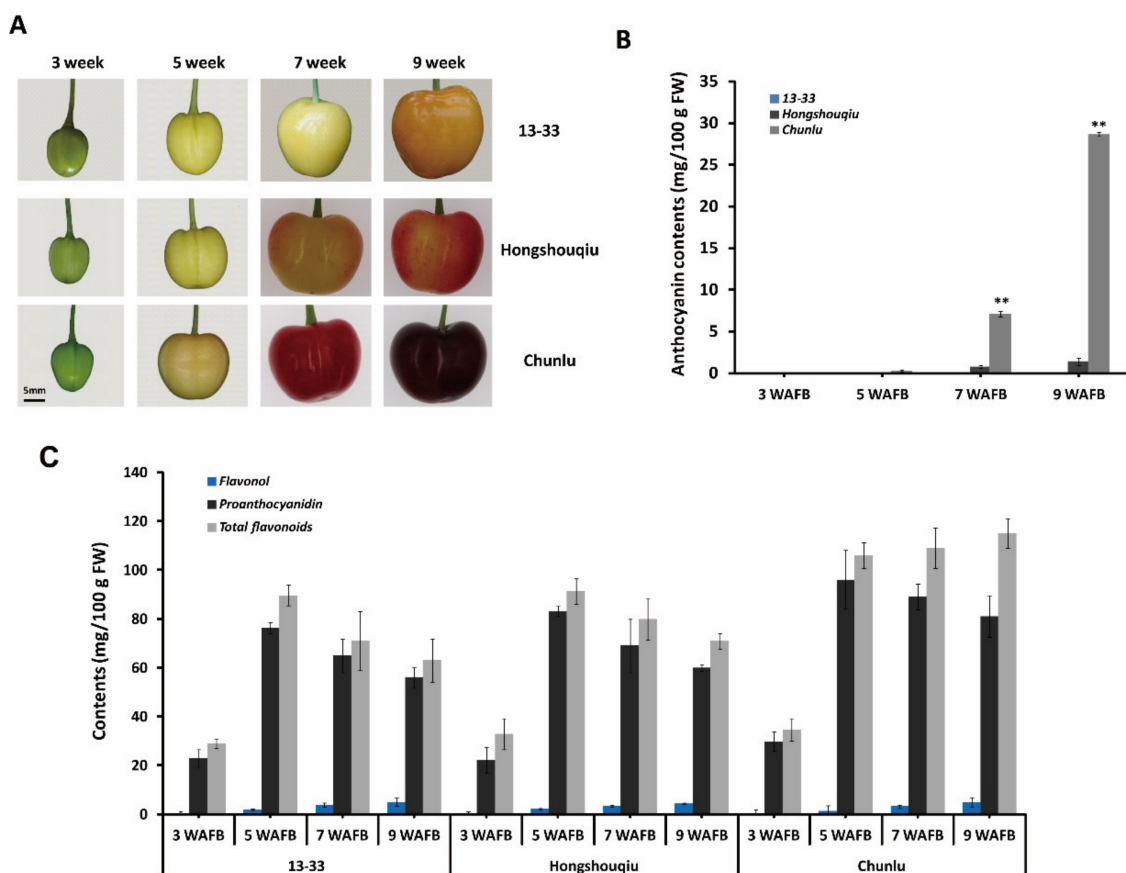 A
3 week 5 week 7 week 9 week
13-33
Hongshouqiu
Chunlu
5mm
B
Anthocyanin contents (mg/100 g FW)
35
30
25
20
15
10
5
0
13-33
Hongshouqiu
Chunlu
**
**
3 WAFB 5 WAFB 7 WAFB 9 WAFB
C
Contents (mg/100 g FW)
140
120
100
80
60
40
20
0
Flavonol
Proanthocyanidin
Total flavonoids
3 WAFB 5 WAFB 7 WAFB 9 WAFB 3 WAFB 5 WAFB 7 WAFB 9 WAFB 3 WAFB 5 WAFB 7 WAFB 9 WAFB
13-33 Hongshouqiu Chunlu